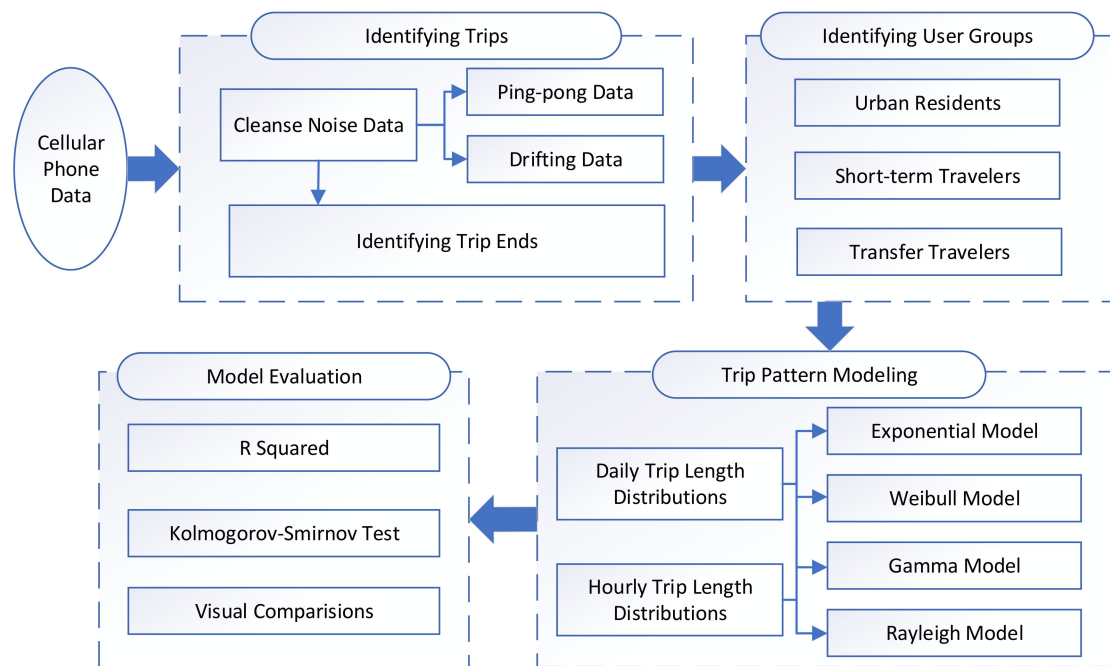 Cellular
Phone
Data
Identifying Trips
Cleanse Noise Data
Ping-pong Data
Drifting Data
Identifying Trip Ends
Identifying User Groups
Urban Residents
Short-term Travelers
Transfer Travelers
Trip Pattern Modeling
Daily Trip Length
Distributions
Hourly Trip Length
Distributions
Exponential Model
Weibull Model
Gamma Model
Rayleigh Model
Model Evaluation
R Squared
Kolmogorov-Smirnov Test
Visual Comparisions